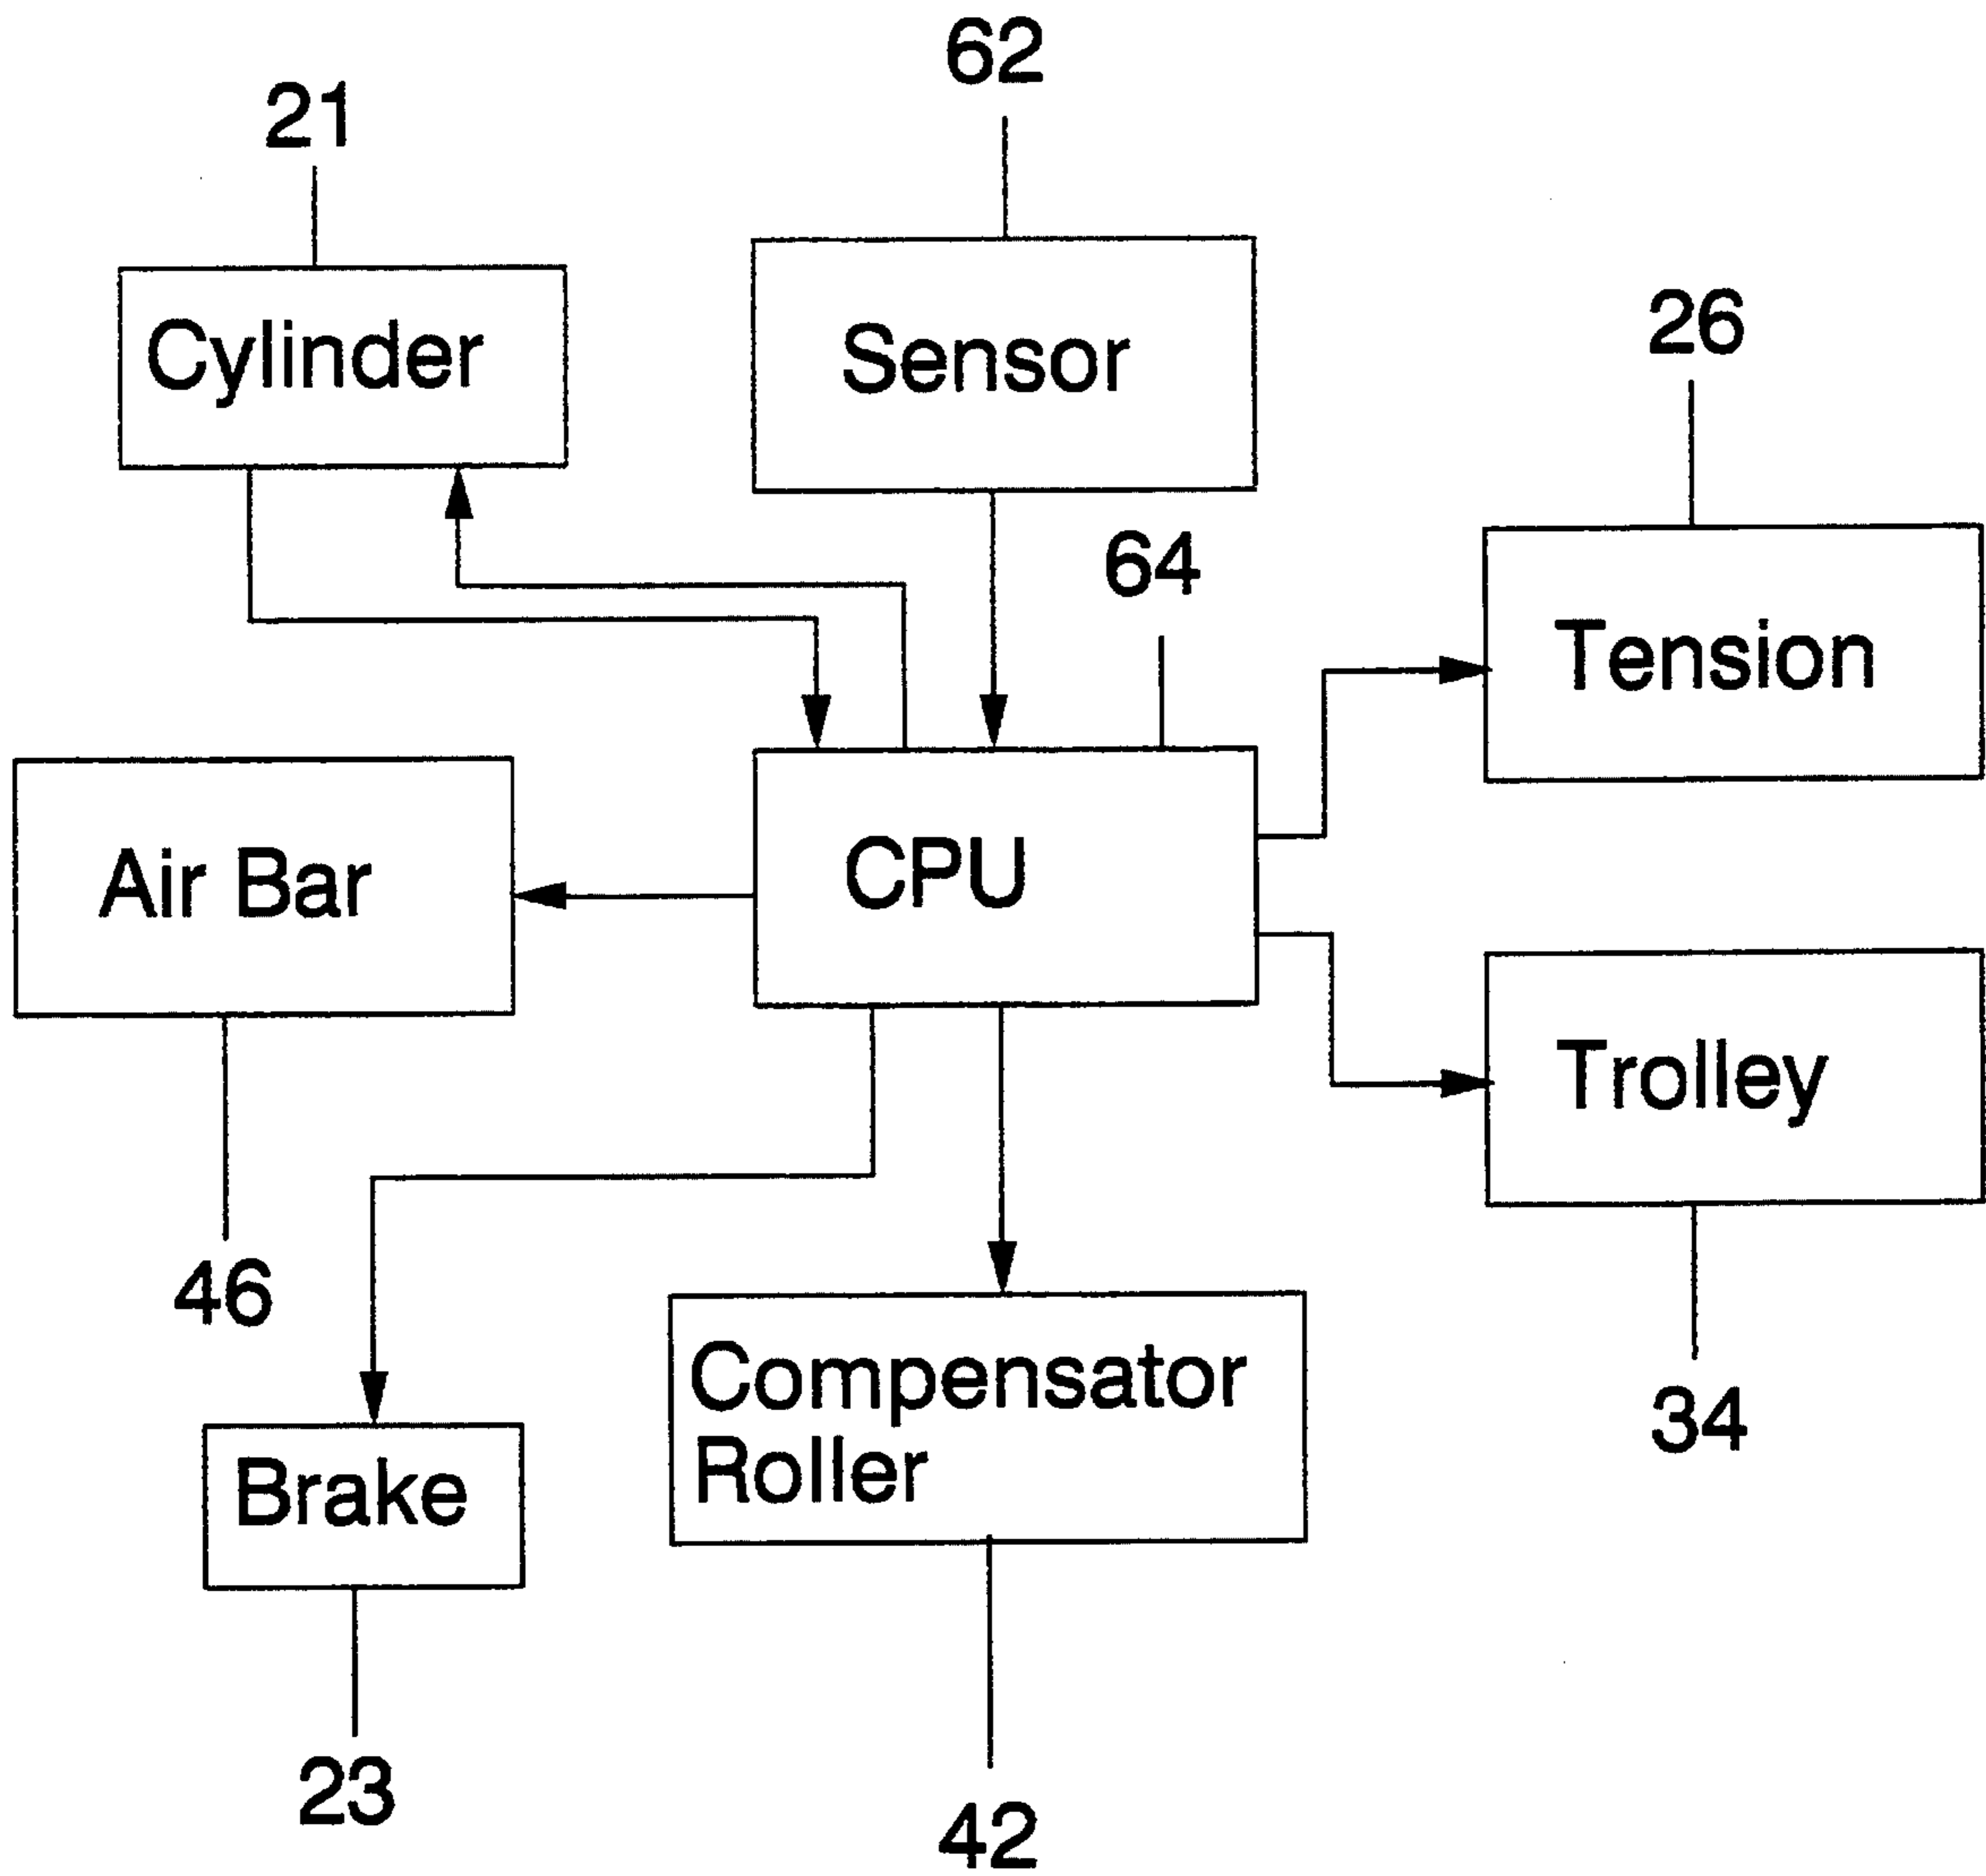 62
21
Cylinder
Sensor
26
64
Tension
Air Bar
CPU
Trolley
46
Compensator
Roller
34
Brake
23
42